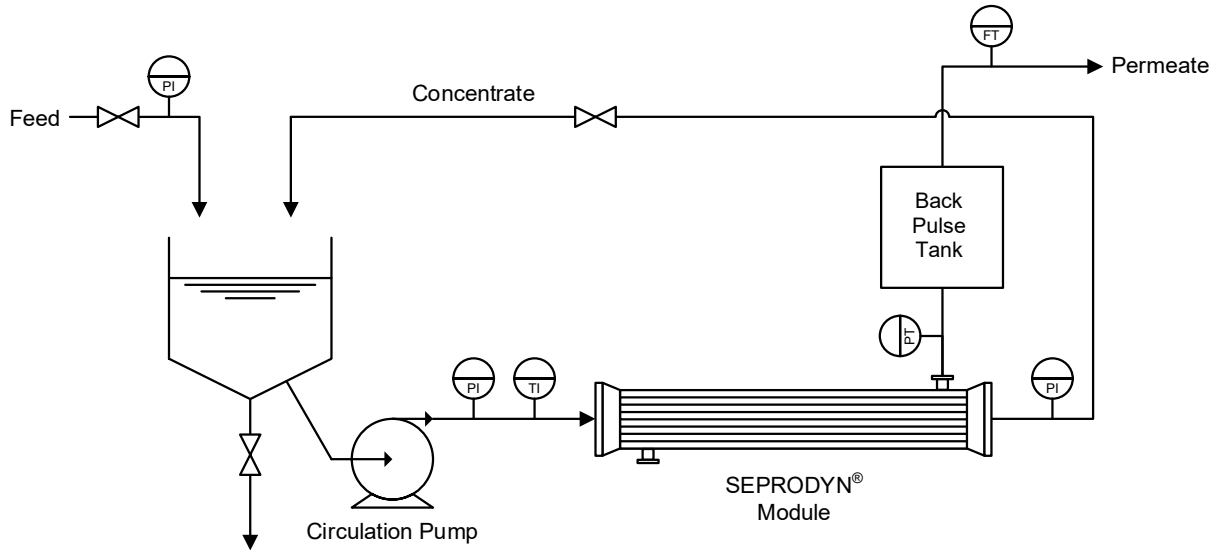 FT
Permeate
PI
Concentrate
Feed
Back
Pulse
Tank
PT
PI
TI
PI
SEPRODYN®
Module
Circulation Pump